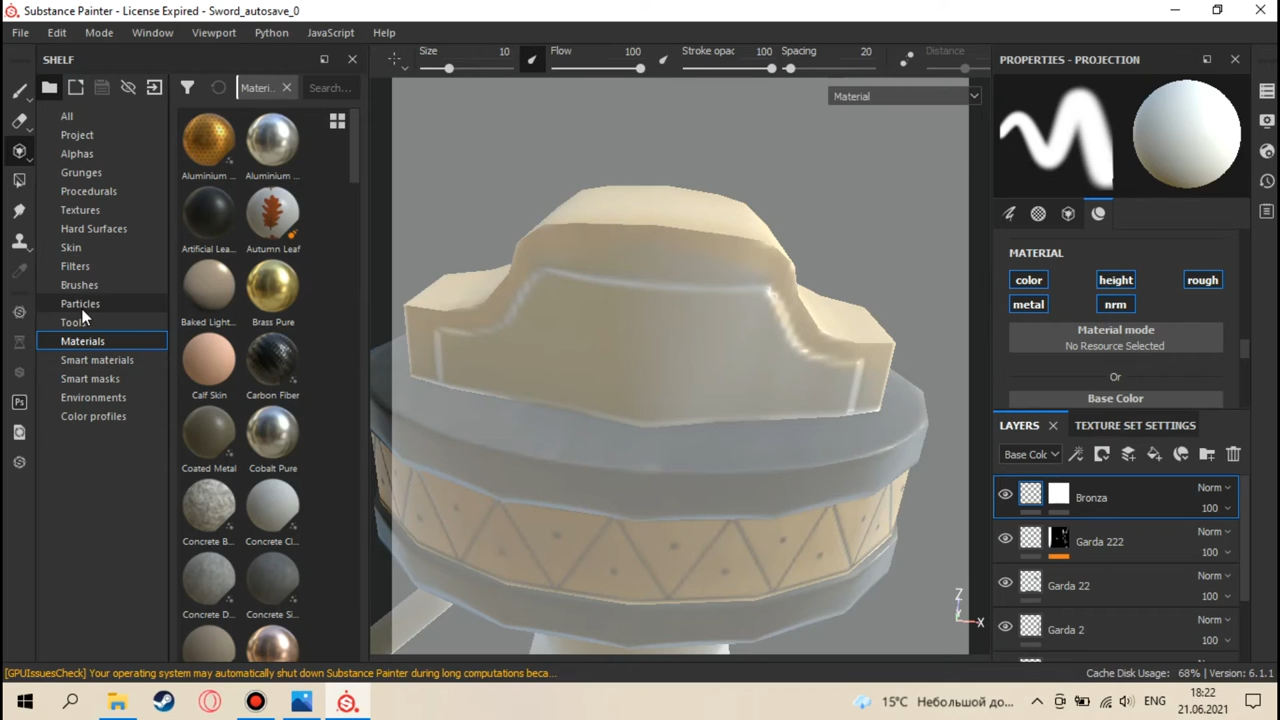 Substance Painter - License Expired - Sword_autosave_0
File Edit Mode Window Viewport Python JavaScript Help
SHELF
Size 10 Flow 100 Stroke opac 100 Spacing 20 Distance
PROPERTIES - PROJECTION
Materi.. Search...
Material
All
Project
Alphas
Grunges
Procedurals
Textures
Hard Surfaces
Skin
Filters
Brushes
Particles
Materials
Smart materials
Smart masks
Environments
Color profiles
Aluminium ... Aluminium ...
Artificial Lea... Autumn Leaf
Baked Light... Brass Pure
Calf Skin Carbon Fiber
Coated Metal Cobalt Pure
Concrete B... Concrete Cl...
Concrete D... Concrete Si...
Ps
MATERIAL
color height rough
metal nrm
Material mode
No Resource Selected
Or
Base Color
LAYERS TEXTURE SET SETTINGS
Base Colc
Bronza Norm 100
Garda 222 Norm 100
Garda 22 Norm 100
Garda 2 Norm 100
Z
Y
X
[GPUIssuesCheck] Your operating system may automatically shut down Substance Painter during long computations beca...
Cache Disk Usage: 68% | Version: 6.1.1
15°C Небольшой до...
ENG
18:22
21.06.2021